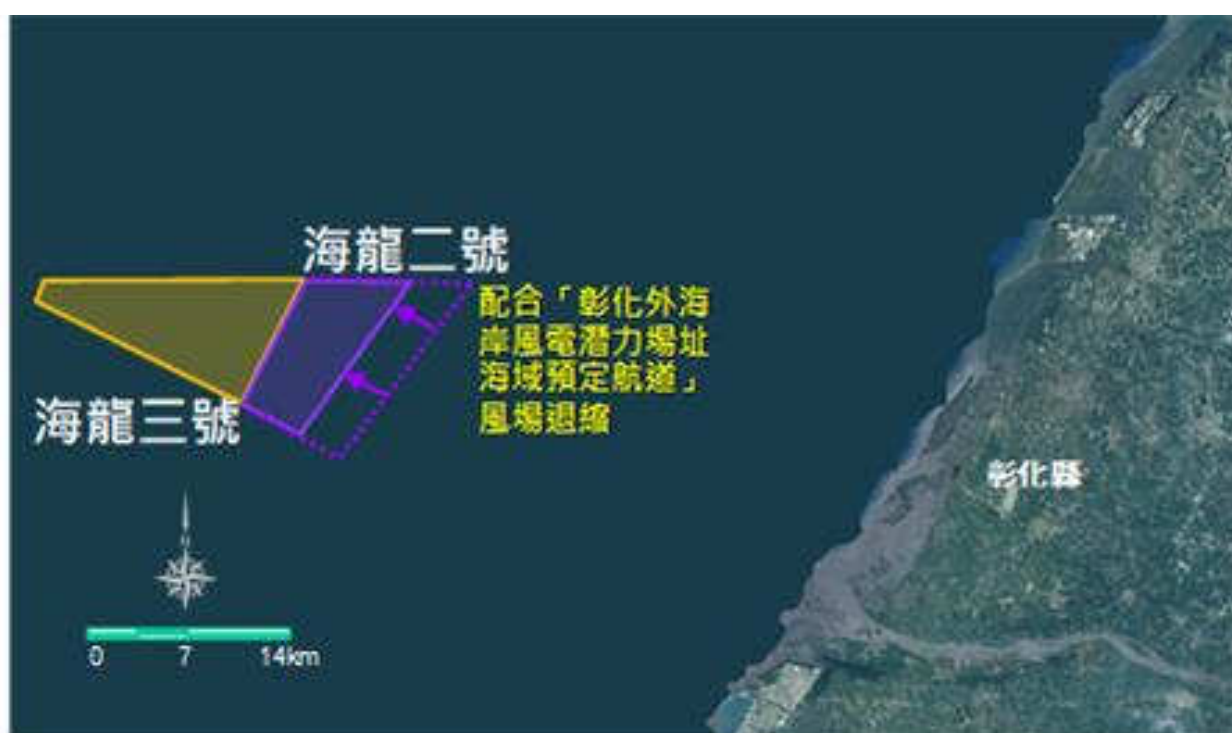 海龍二號
配合「彰化外海
岸風電潛力場址
海域預定航道」
風場退縮
海龍三號
彰化縣
N
0 7 14km